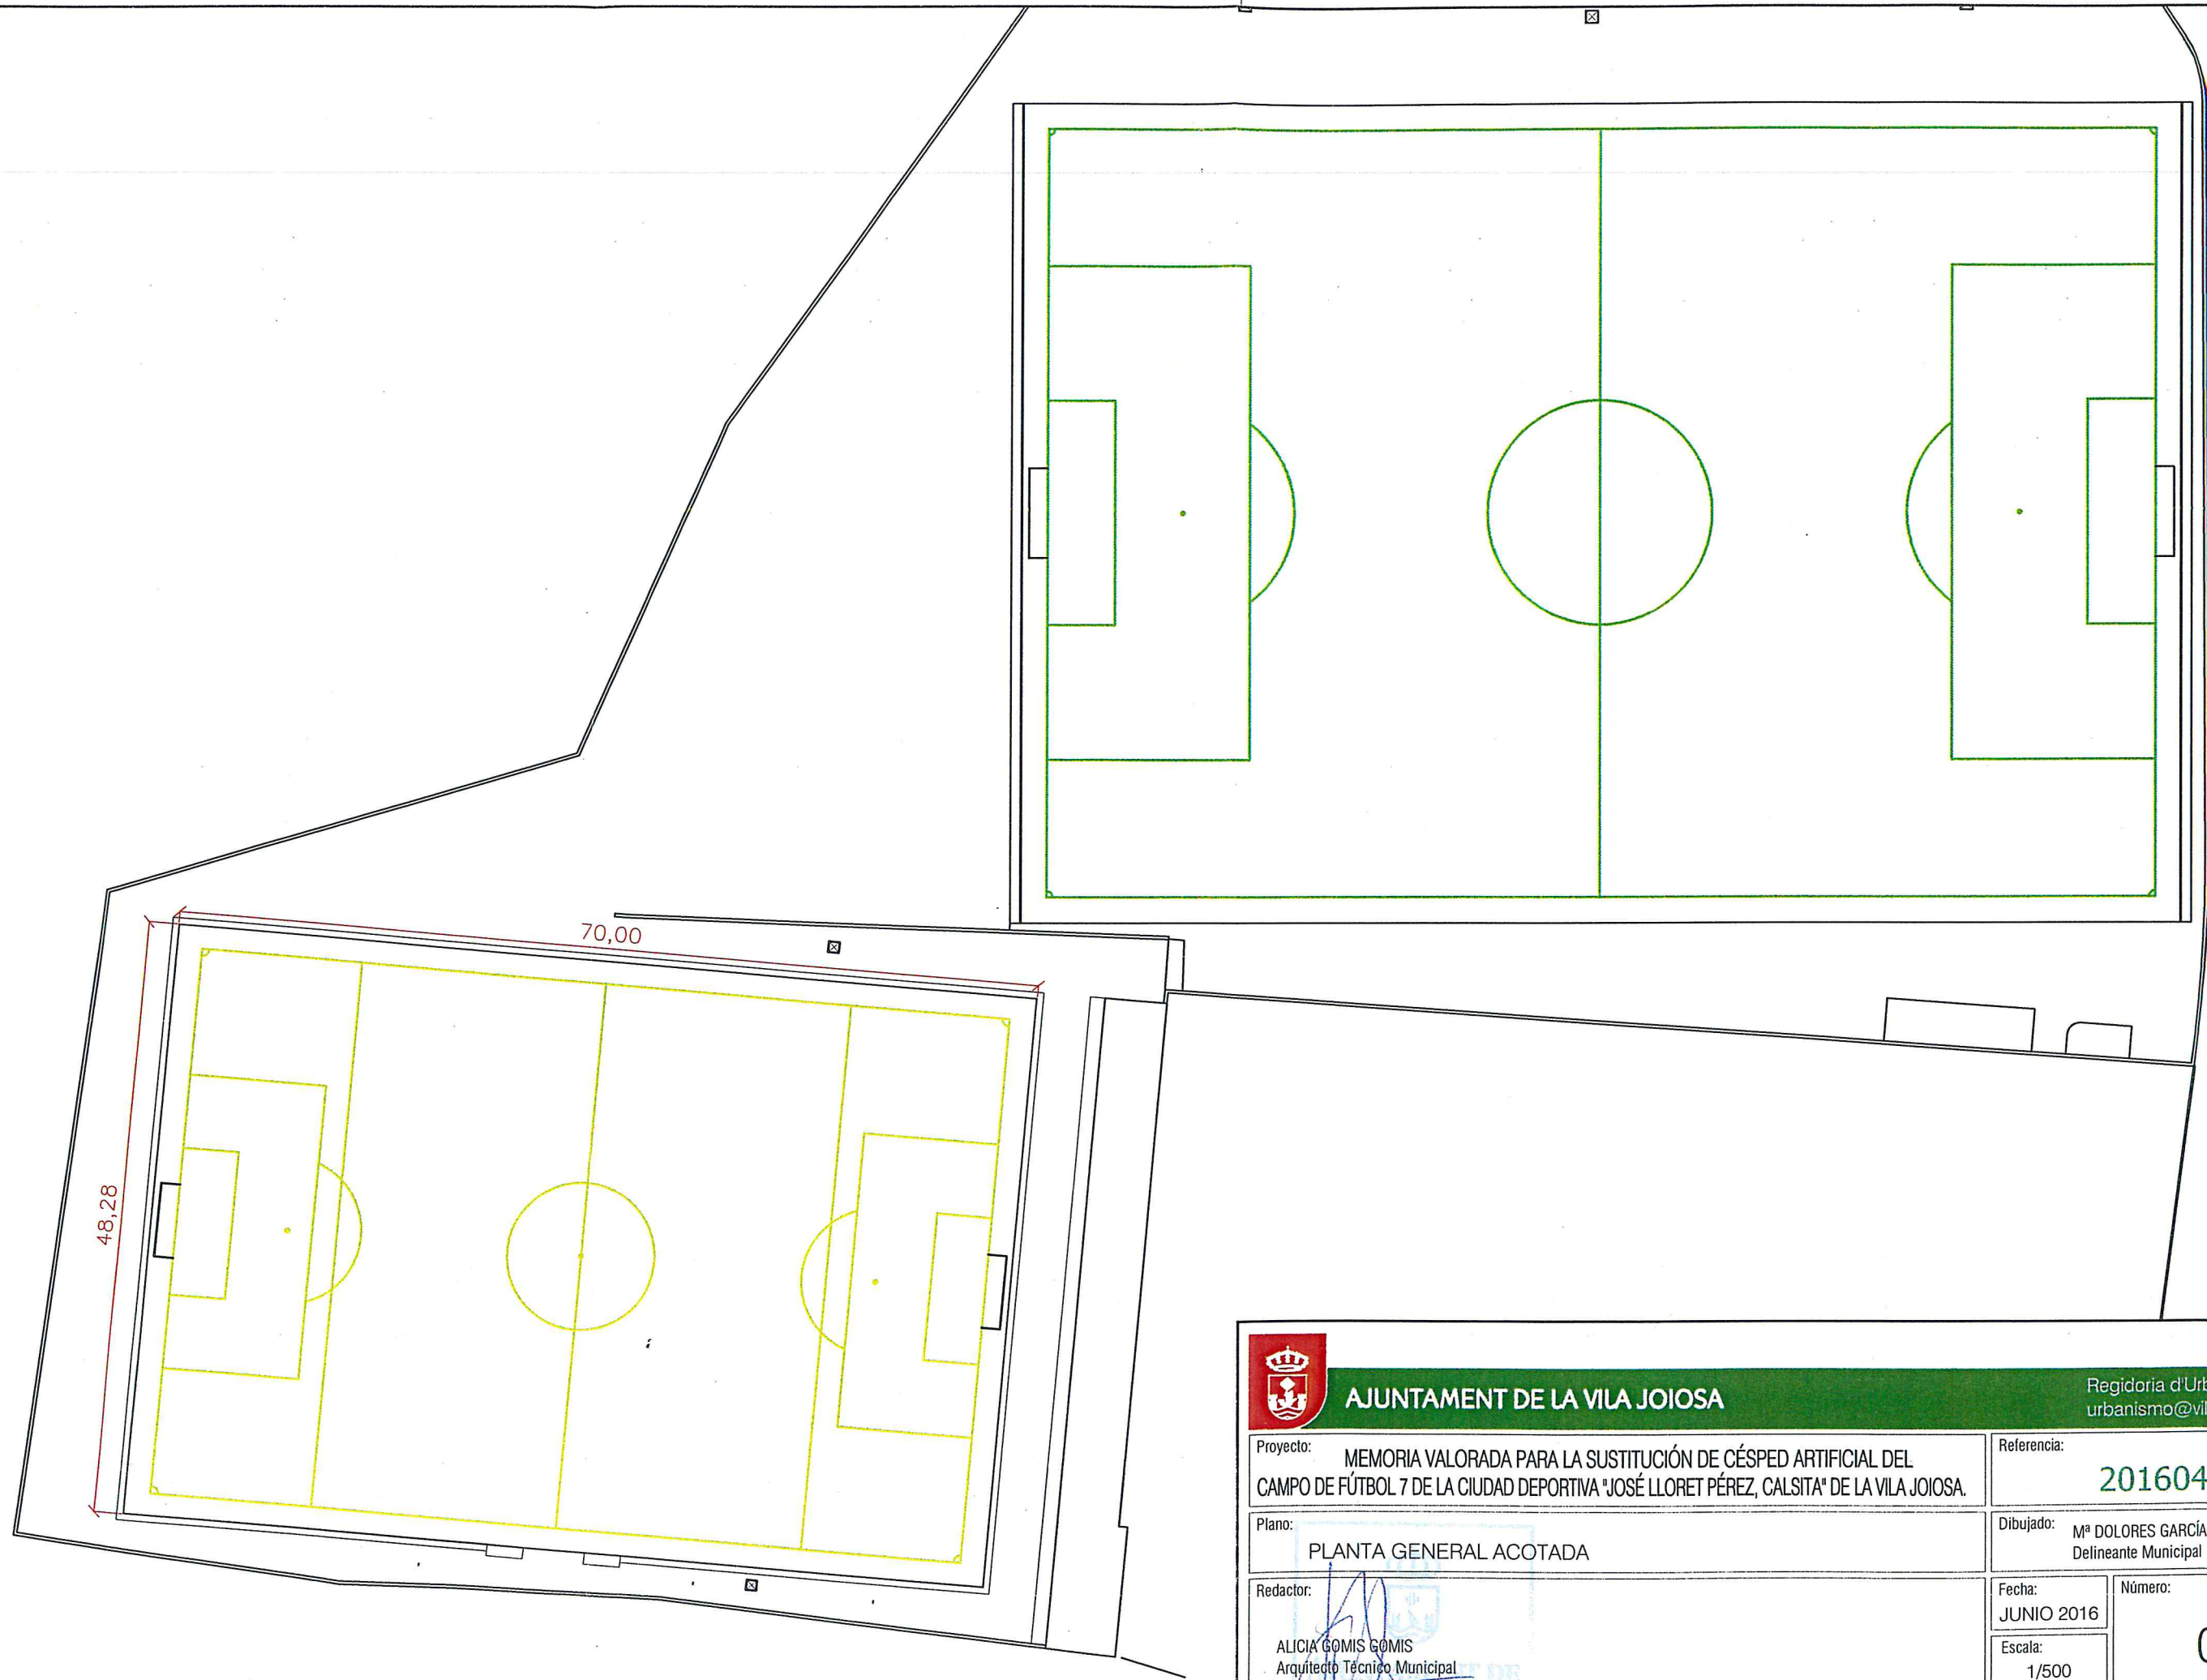 70,00
48,28
AJUNTAMENT DE LA VILA JOIOSA
Regidoria d'Urb
urbanismo@vil
Proyecto:
MEMORIA VALORADA PARA LA SUSTITUCIÓN DE CÉSPED ARTIFICIAL DEL
CAMPO DE FÚTBOL 7 DE LA CIUDAD DEPORTIVA "JOSÉ LLORET PÉREZ, CALSITA" DE LA VILA JOIOSA.
Referencia:
201604
Plano:
PLANTA GENERAL ACOTADA
Dibujado:
Mª DOLORES GARCÍA
Delineante Municipal
Redactor:
ALICIA GOMIS GOMIS
Arquitecto Técnico Municipal
Fecha:
JUNIO 2016
Número:
Escala:
1/500